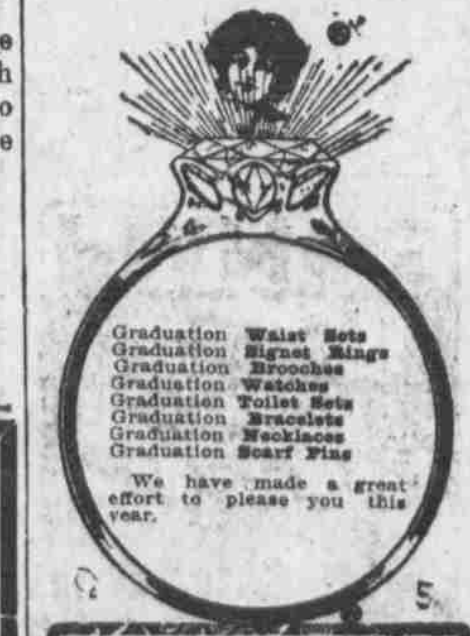 e
h
o
e
Graduation Waist Sets
Graduation Signet Rings
Graduation Brooches
Graduation Watches
Graduation Toilet Sets
Graduation Bracelets
Graduation Necklaces
Graduation Scarf Pins
We have made a great
effort to please you this
year.